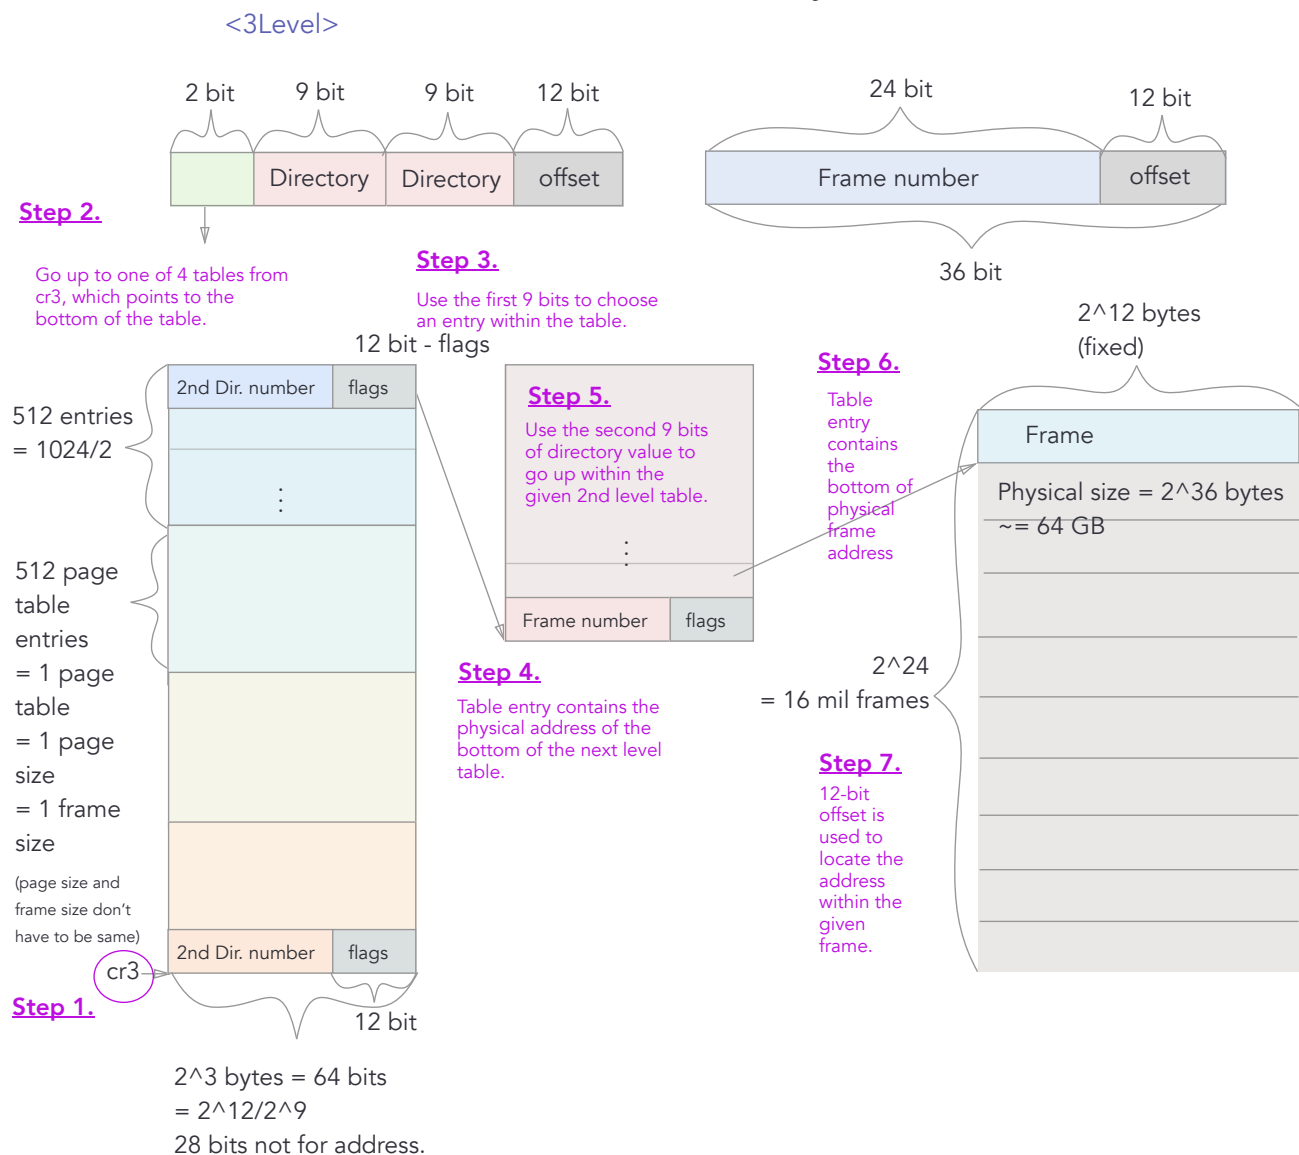 <3Level>
2 bit
9 bit
9 bit
12 bit
Directory
Directory
offset
24 bit
12 bit
Frame number
offset
36 bit
Step 2.
Go up to one of 4 tables from
cr3, which points to the
bottom of the table.
Step 3.
Use the first 9 bits to choose
an entry within the table.
12 bit - flags
2nd Dir. number
flags
512 entries
= 1024/2
⋮
512 page
table
entries
= 1 page
table
= 1 page
size
= 1 frame
size
(page size and
frame size don't
have to be same)
2nd Dir. number
flags
cr3
Step 1.
12 bit
2^3 bytes = 64 bits
= 2^12/2^9
28 bits not for address.
Step 5.
Use the second 9 bits
of directory value to
go up within the
given 2nd level table.
⋮
Frame number
flags
Step 4.
Table entry contains the
physical address of the
bottom of the next level
table.
Step 6.
Table
entry
contains
the
bottom of
physical
frame
address
2^12 bytes
(fixed)
Frame
Physical size = 2^36 bytes
~= 64 GB
2^24
= 16 mil frames
Step 7.
12-bit
offset is
used to
locate the
address
within the
given
frame.